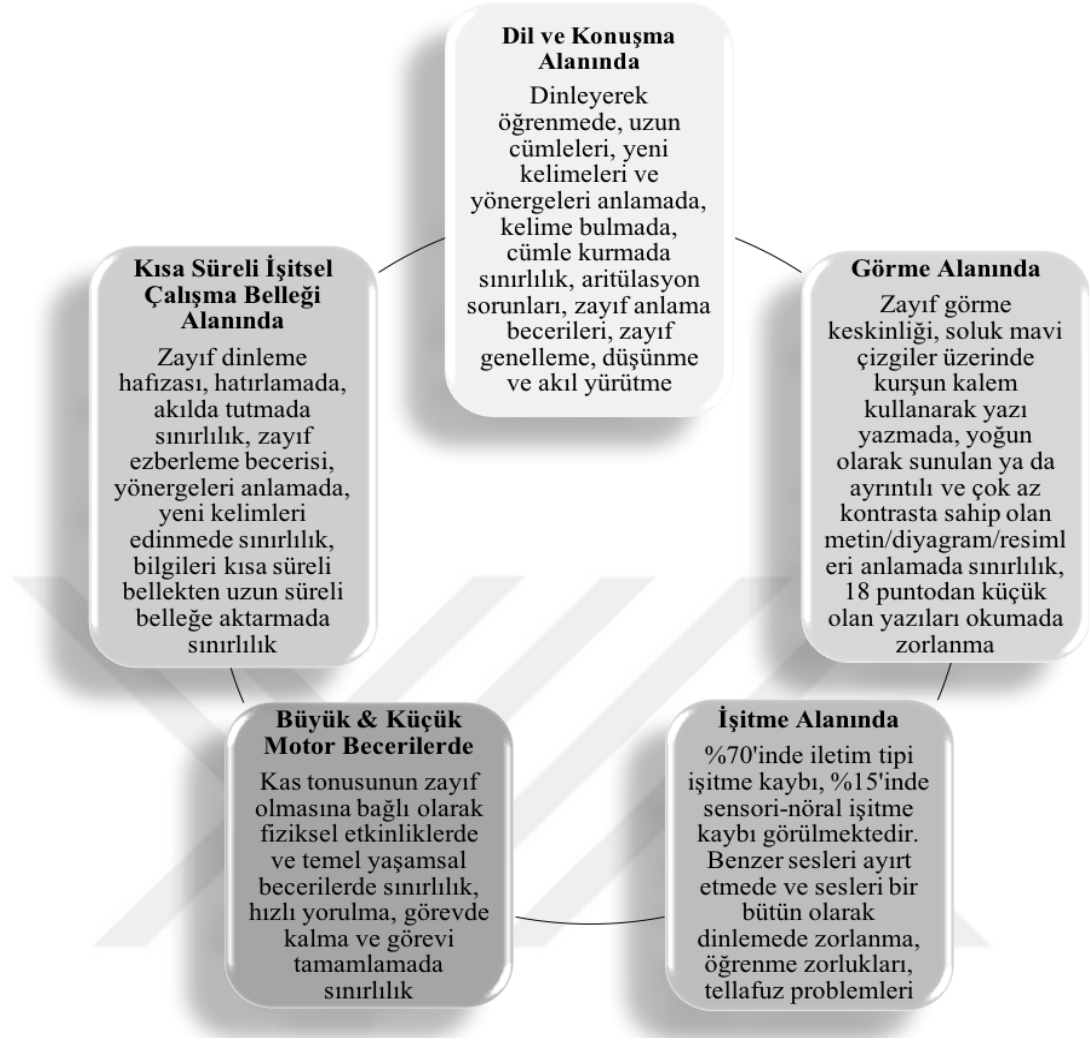 Dil ve Konuşma
Alanında
Dinleyerek
öğrenmede, uzun
cümleleri, yeni
kelimeleri ve
yönergeleri anlamada,
kelime bulmada,
cümle kurmada
sınırlılık, aritülasyon
sorunları, zayıf anlama
becerileri, zayıf
genelleme, düşünme
ve akıl yürütme
Görme Alanında
Zayıf görme
keskinliği, soluk mavi
çizgiler üzerinde
kurşun kalem
kullanarak yazı
yazmada, yoğun
olarak sunulan ya da
ayrıntılı ve çok az
kontrasta sahip olan
metin/diyagram/resiml
eri anlamada sınırlılık,
18 puntodan küçük
olan yazıları okumada
zorlanma
İşitme Alanında
%70'inde iletim tipi
işitme kaybı, %15'inde
sensori-nöral işitme
kaybı görülmektedir.
Benzer sesleri ayırt
etmede ve sesleri bir
bütün olarak
dinlemede zorlanma,
öğrenme zorlukları,
tellafuz problemleri
Büyük & Küçük
Motor Becerilerde
Kas tonusunun zayıf
olmasına bağlı olarak
fiziksel etkinliklerde
ve temel yaşamsal
becerilerde sınırlılık,
hızlı yorulma, görevde
kalma ve görevi
tamamlamada
sınırlılık
Kısa Süreli İşitsel
Çalışma Belleği
Alanında
Zayıf dinleme
hafızası, hatırlamada,
akılda tutmada
sınırlılık, zayıf
ezberleme becerisi,
yönergeleri anlamada,
yeni kelimleri
edinmede sınırlılık,
bilgileri kısa süreli
bellekten uzun süreli
belleğe aktarmada
sınırlılık